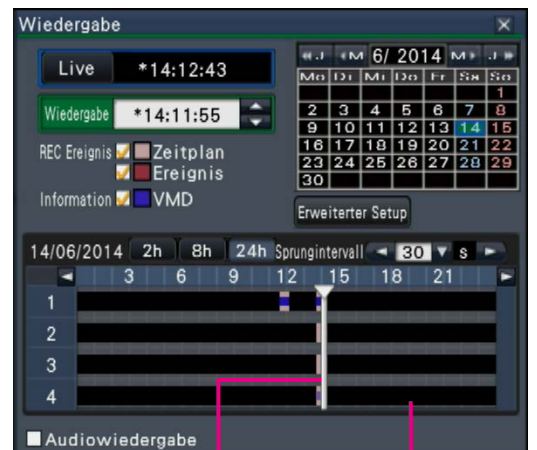 Wiedergabe
Live *14:12:43
Wiedergabe *14:11:55
REC Ereignis Zeitplan
Ereignis
Information VMD
J M 6/ 2014 M J
Mo Di Mi Do Fr Sa So
1
2 3 4 5 6 7 8
9 10 11 12 13 14 15
16 17 18 19 20 21 22
23 24 25 26 27 28 29
30
Erweiterter Setup
14/06/2014 2h 8h 24h Sprungintervall 30 s
3 6 9 12 15 18 21
1
2
3
4
Audiowiedergabe